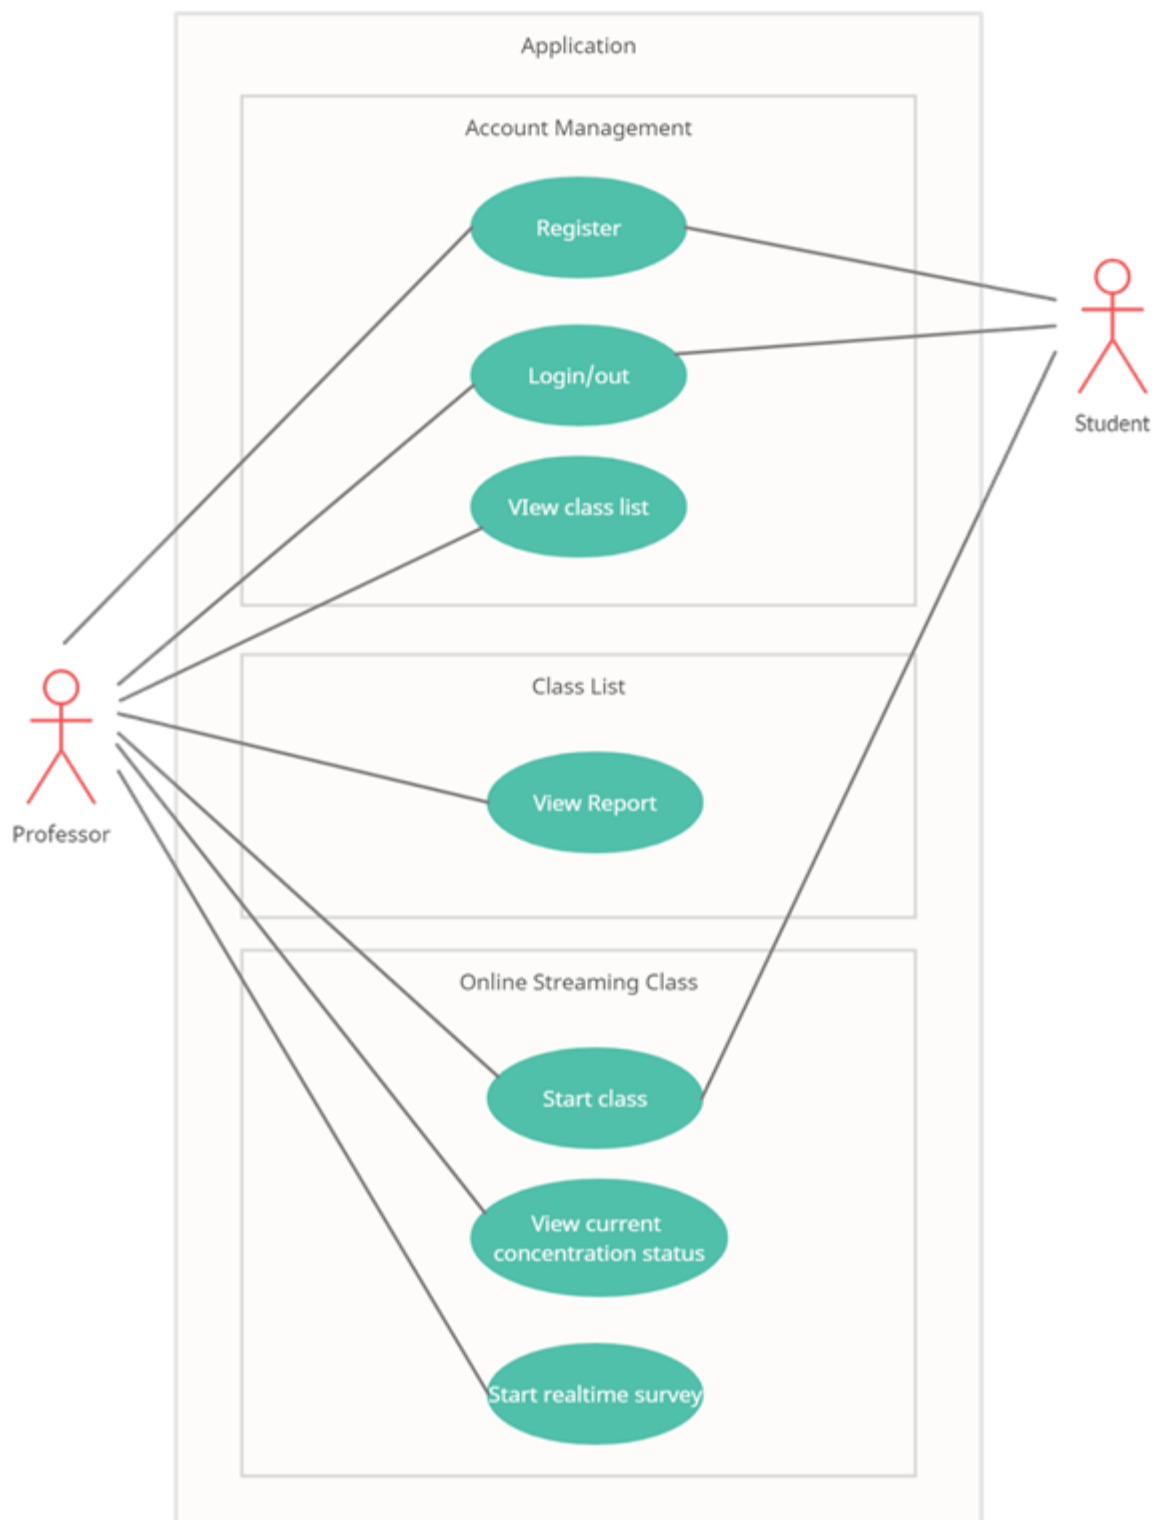 Application
Account Management
Register
Login/out
VIew class list
Student
Class List
View Report
Professor
Online Streaming Class
Start class
View current
concentration status
Start realtime survey